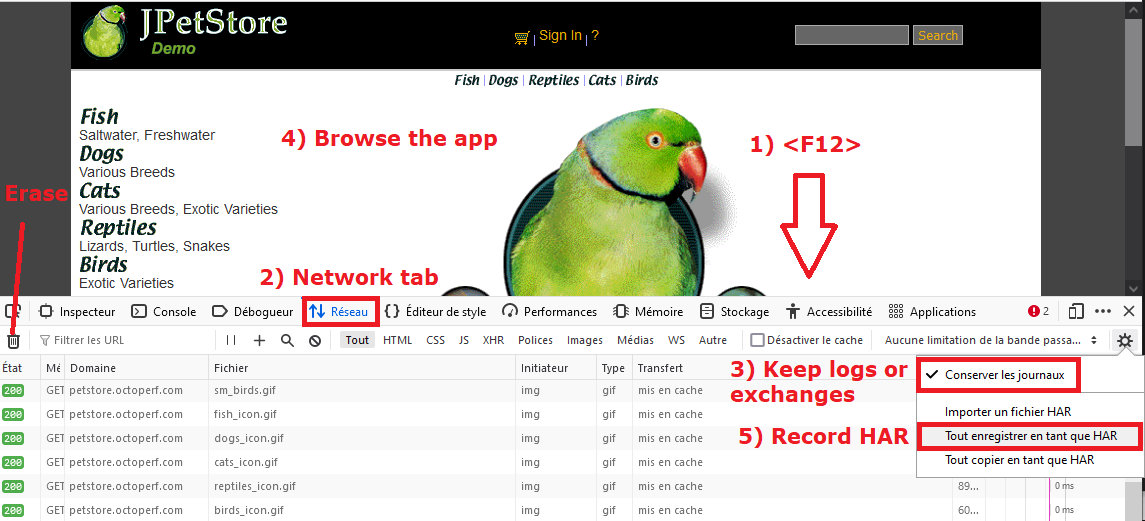 JPetStore
Demo
Sign In | ?
Search
Fish | Dogs | Reptiles | Cats | Birds
Fish
Saltwater, Freshwater
Dogs
Various Breeds
Cats
Various Breeds, Exotic Varieties
Reptiles
Lizards, Turtles, Snakes
Birds
Exotic Varieties
4) Browse the app
1) <F12>
Erase
2) Network tab
Inspecteur Console Débogueur Réseau Éditeur de style Performances Mémoire Stockage Accessibilité Applications 2
Filtrer les URL Tout HTML CSS JS XHR Polices Images Médias WS Autre Désactiver le cache Aucune limitation de la bande passa...
État Mé Domaine Fichier Initiateur Type Transfert
200 GET petstore.octoperf.com sm_birds.gif img gif mis en cache
200 GET petstore.octoperf.com fish_icon.gif img gif mis en cache
200 GET petstore.octoperf.com dogs_icon.gif img gif mis en cache
200 GET petstore.octoperf.com cats_icon.gif img gif mis en cache
200 GET petstore.octoperf.com reptiles_icon.gif img gif mis en cache 89... 0 ms
200 GET petstore.octoperf.com birds_icon.gif img gif mis en cache 60... 0 ms
3) Keep logs or
exchanges
5) Record HAR
Conserver les journaux
Importer un fichier HAR
Tout enregistrer en tant que HAR
Tout copier en tant que HAR